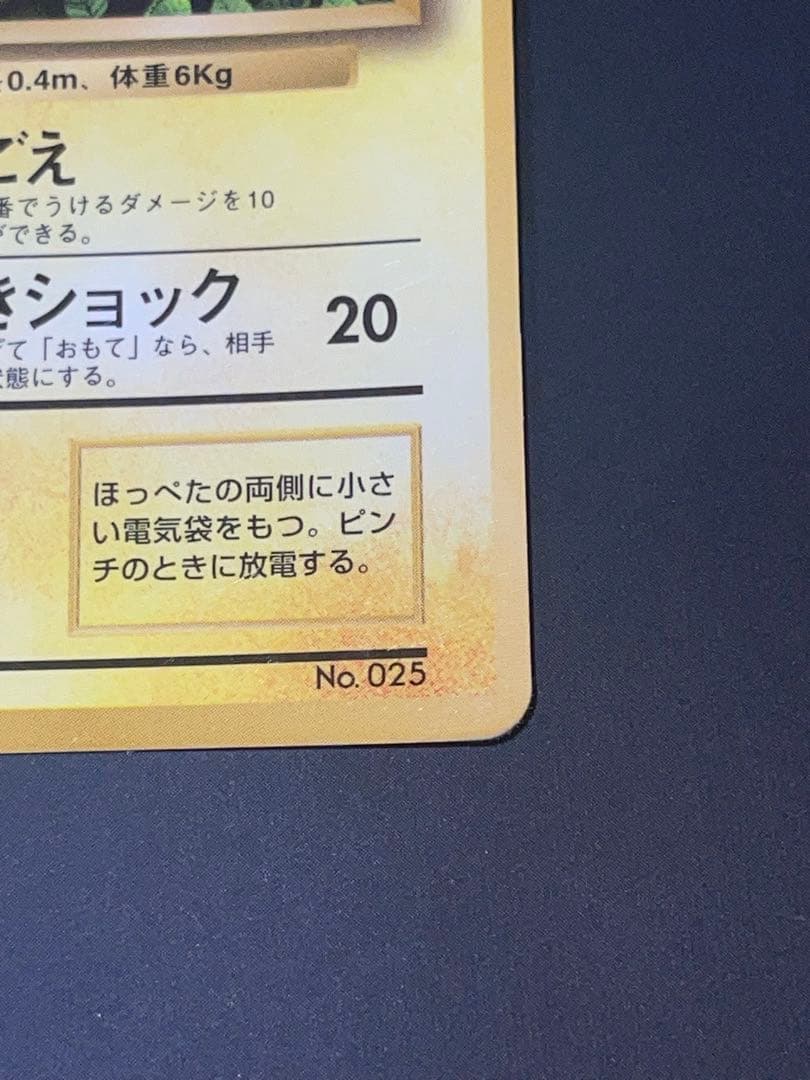 0.4m、体重6Kg
ごえ
番でうけるダメージを10
ができる。
きショック
20
て「おもて」なら、相手
状態にする。
ほっぺたの両側に小さ
い電気袋をもつ。ピン
チのときに放電する。
No. 025